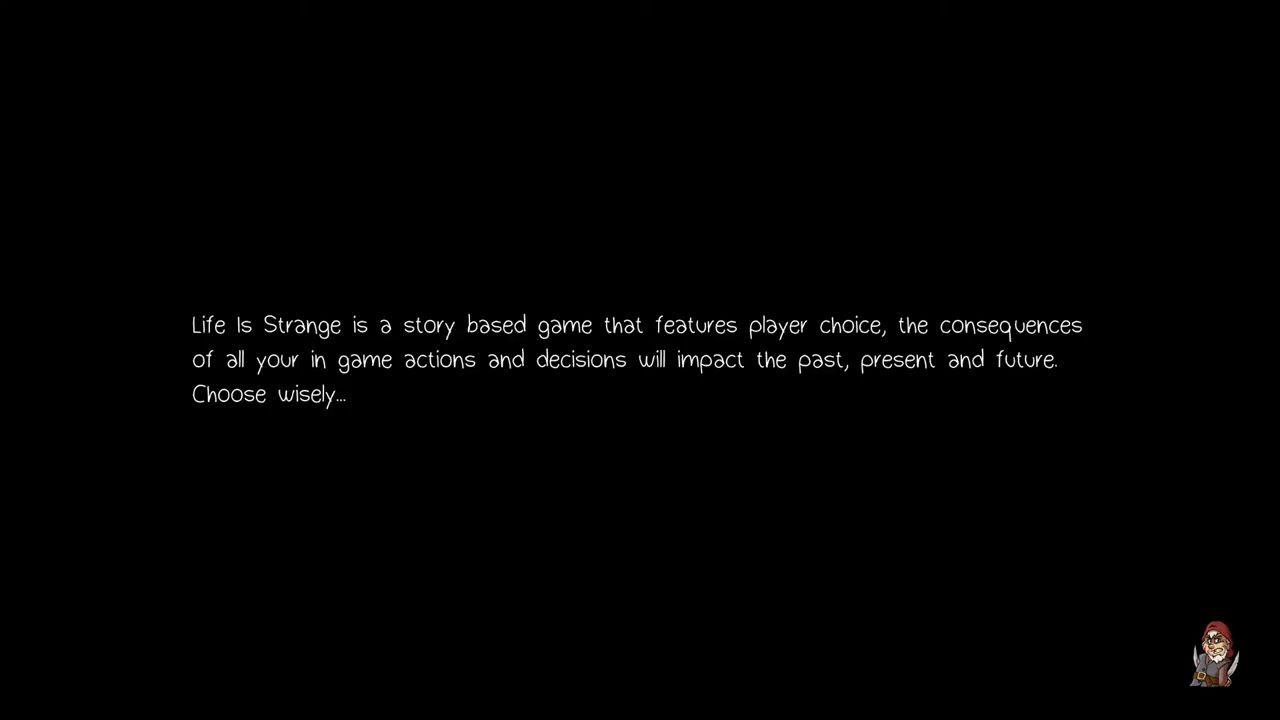 Life Is Strange is a story based game that features player choice, the consequences
of all your in game actions and decisions will impact the past, present and future.
Choose wisely...